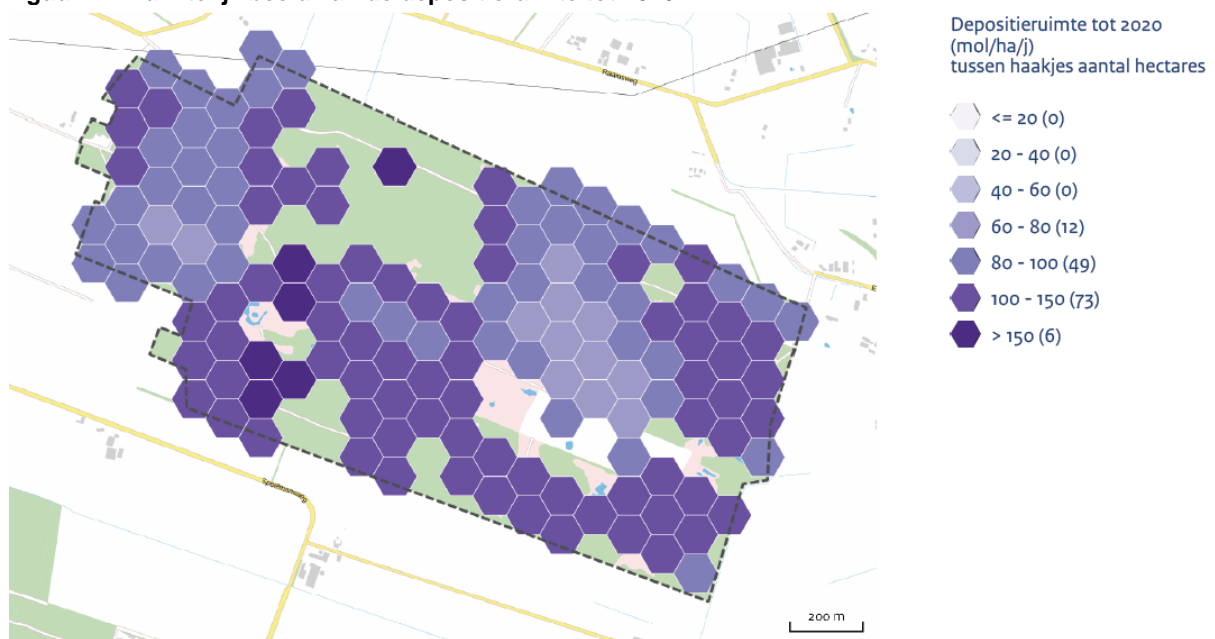 Depositieruimte tot 2020
(mol/ha/j)
tussen haakjes aantal hectares
<= 20 (0)
20 - 40 (0)
40 - 60 (0)
60 - 80 (12)
80 - 100 (49)
100 - 150 (73)
> 150 (6)
200 m